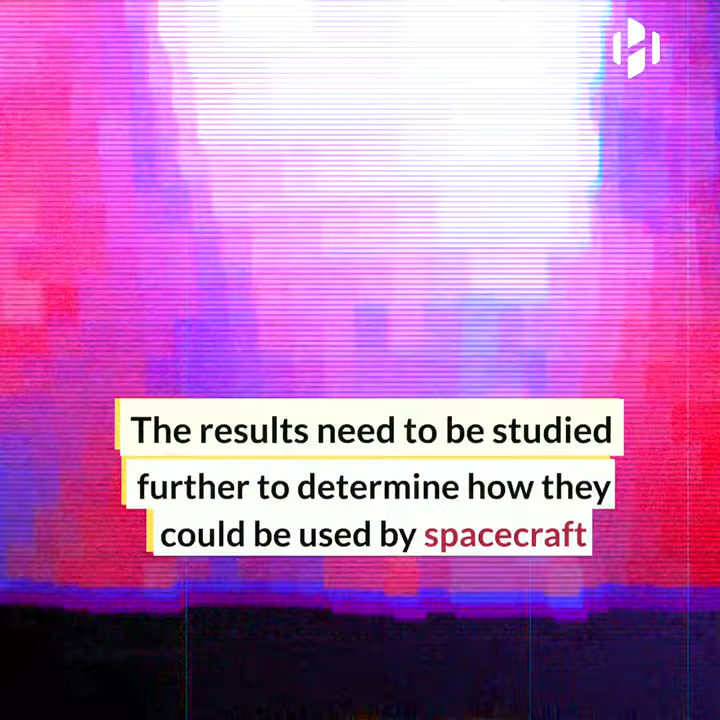 The results need to be studied
further to determine how they
could be used by spacecraft